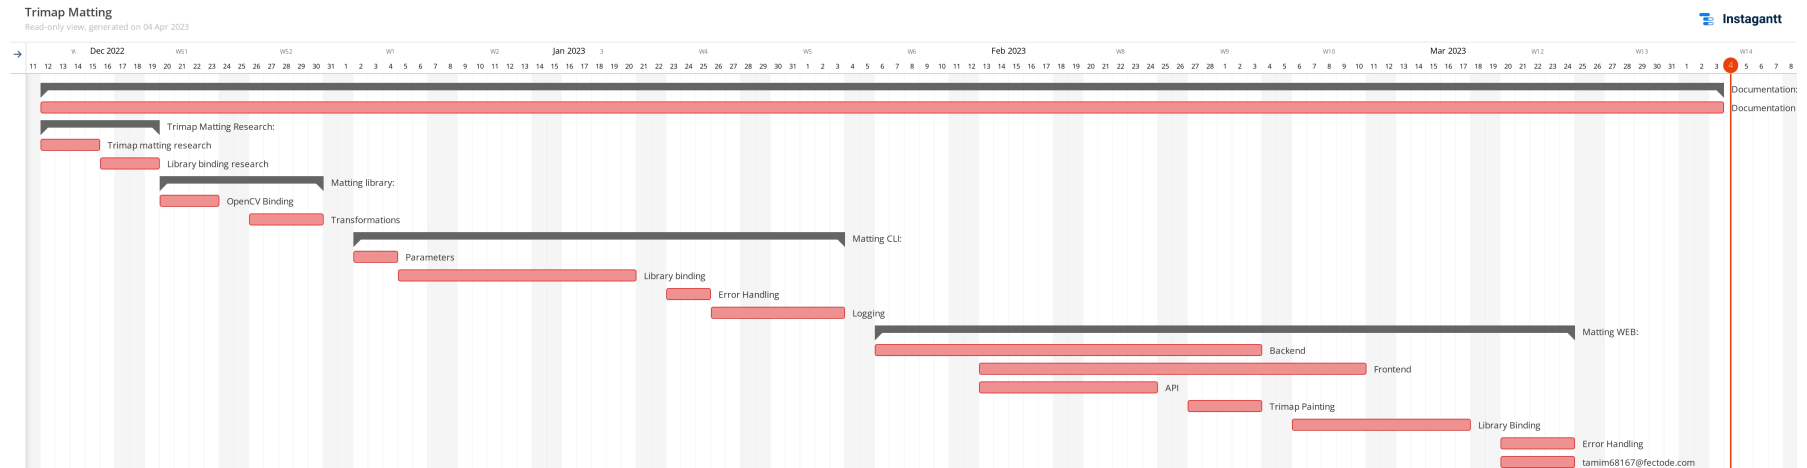 Trimap Matting
Read-only view, generated on 04 Apr 2023
Instagantt
W Dec 2022 W51 W52 W1 W2 Jan 2023 3 W4 W5 W6 Feb 2023 W8 W9 W10 Mar 2023 W12 W13 W14
11 12 13 14 15 16 17 18 19 20 21 22 23 24 25 26 27 28 29 30 31 1 2 3 4 5 6 7 8 9 10 11 12 13 14 15 16 17 18 19 20 21 22 23 24 25 26 27 28 29 30 31 1 2 3 4 5 6 7 8 9 10 11 12 13 14 15 16 17 18 19 20 21 22 23 24 25 26 27 28 1 2 3 4 5 6 7 8 9 10 11 12 13 14 15 16 17 18 19 20 21 22 23 24 25 26 27 28 29 30 31 1 2 3 4 5 6 7 8
Documentation:
Documentation
Trimap Matting Research:
Trimap matting research
Library binding research
Matting library:
OpenCV Binding
Transformations
Matting CLI:
Parameters
Library binding
Error Handling
Logging
Matting WEB:
Backend
Frontend
API
Trimap Painting
Library Binding
Error Handling
tamim68167@fectode.com